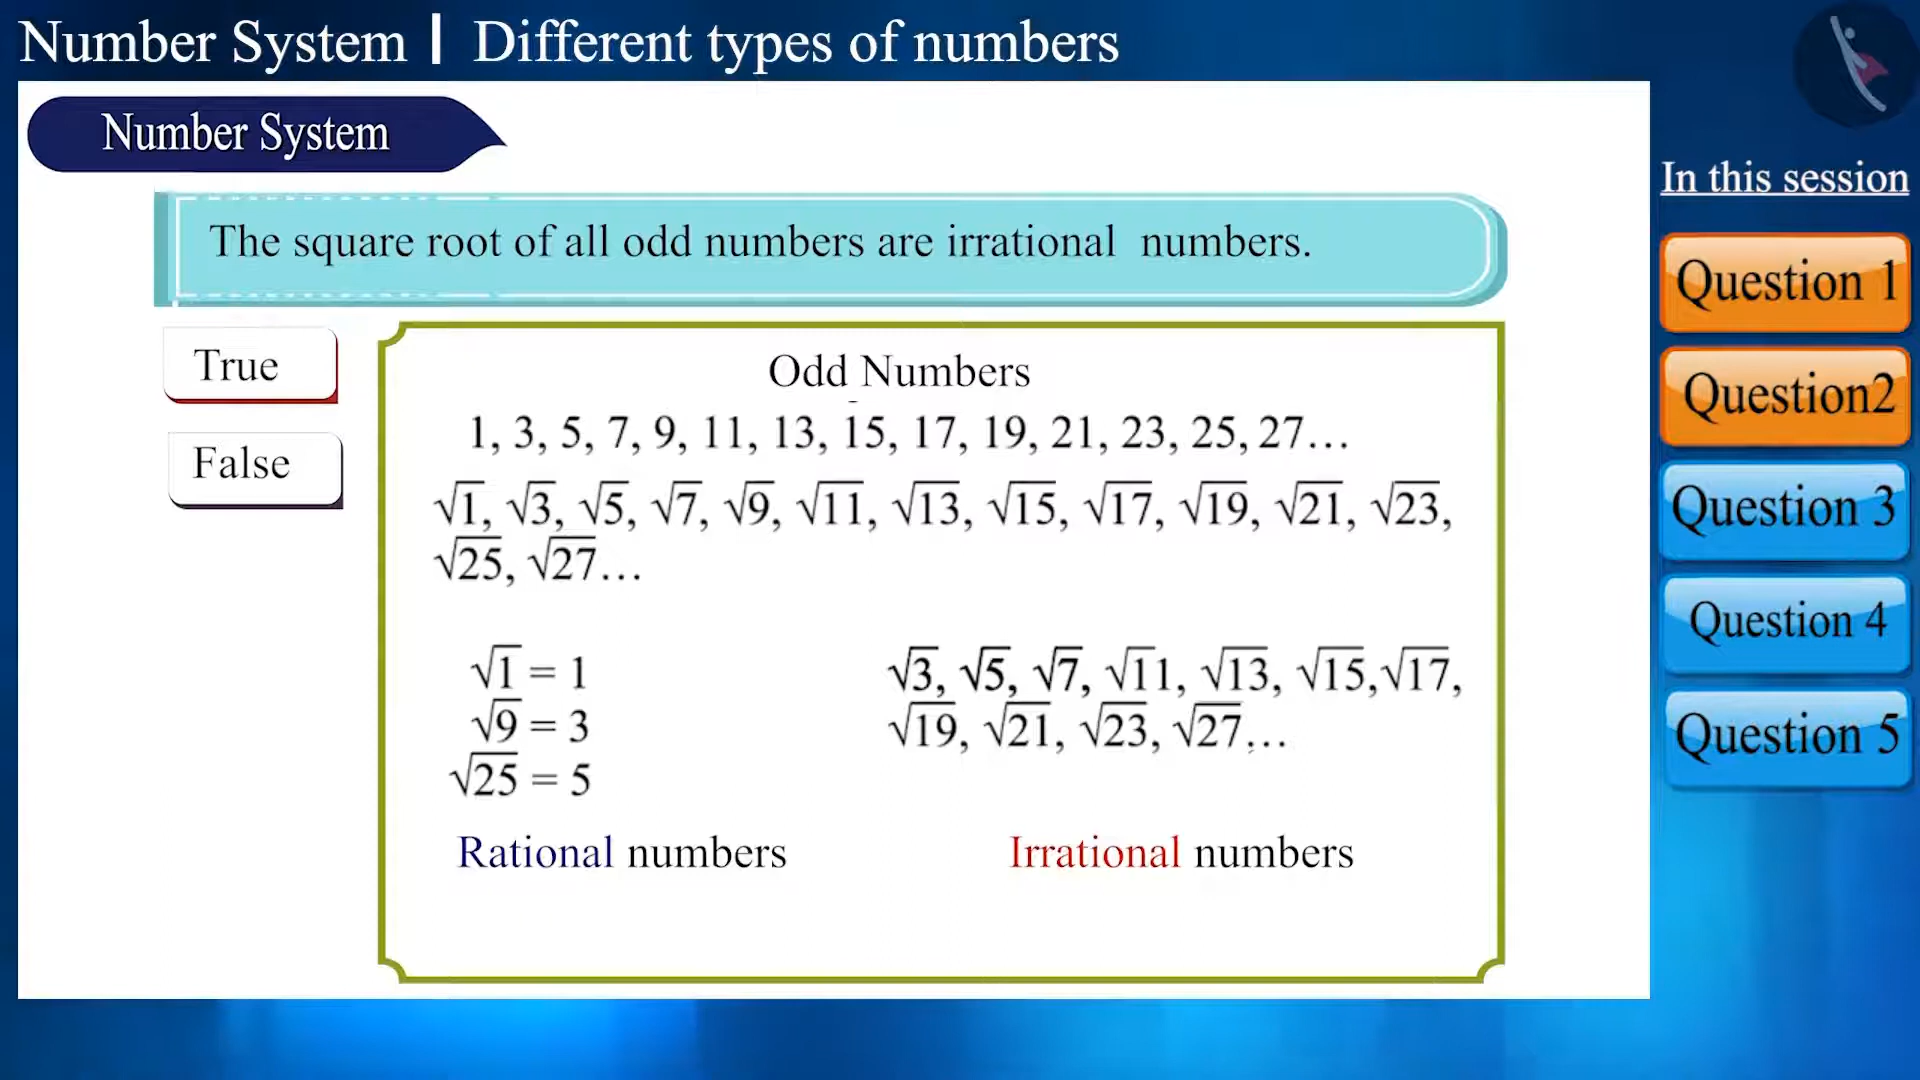 Number System | Different types of numbers
Number System
In this session
The square root of all odd numbers are irrational numbers.
Question 1
True
Odd Numbers
Question2
1, 3, 5, 7, 9, 11, 13, 15, 17, 19, 21, 23, 25, 27...
False
√1, √3, √5, √7, √9, √11, √13, √15, √17, √19, √21, √23,
Question 3
√25, √27...
Question 4
√1 = 1
√3, √5, √7, √11, √13, √15,√17,
√9 = 3
√19, √21, √23, √27,...
Question 5
√25 = 5
Rational numbers
Irrational numbers